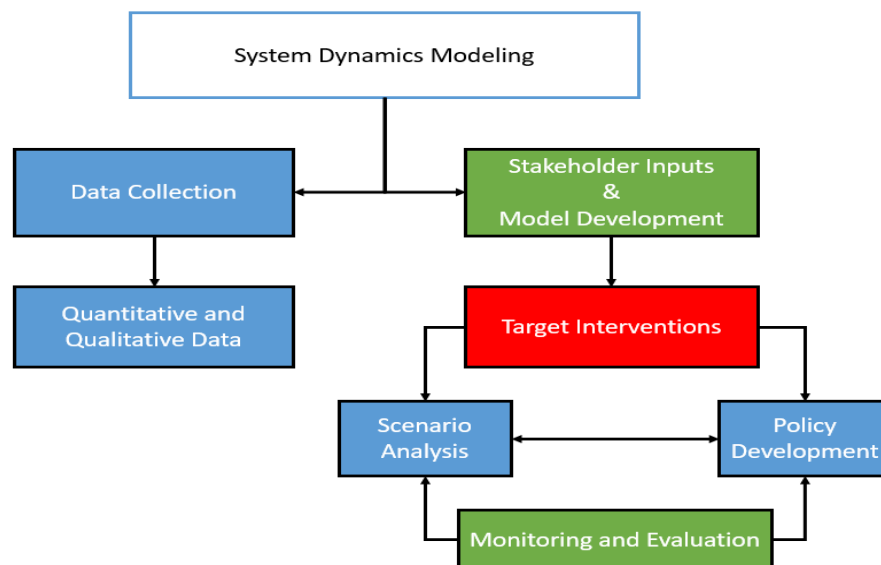 System Dynamics Modeling
Data Collection
Stakeholder Inputs
&
Model Development
Quantitative and
Qualitative Data
Target Interventions
Scenario
Analysis
Policy
Development
Monitoring and Evaluation